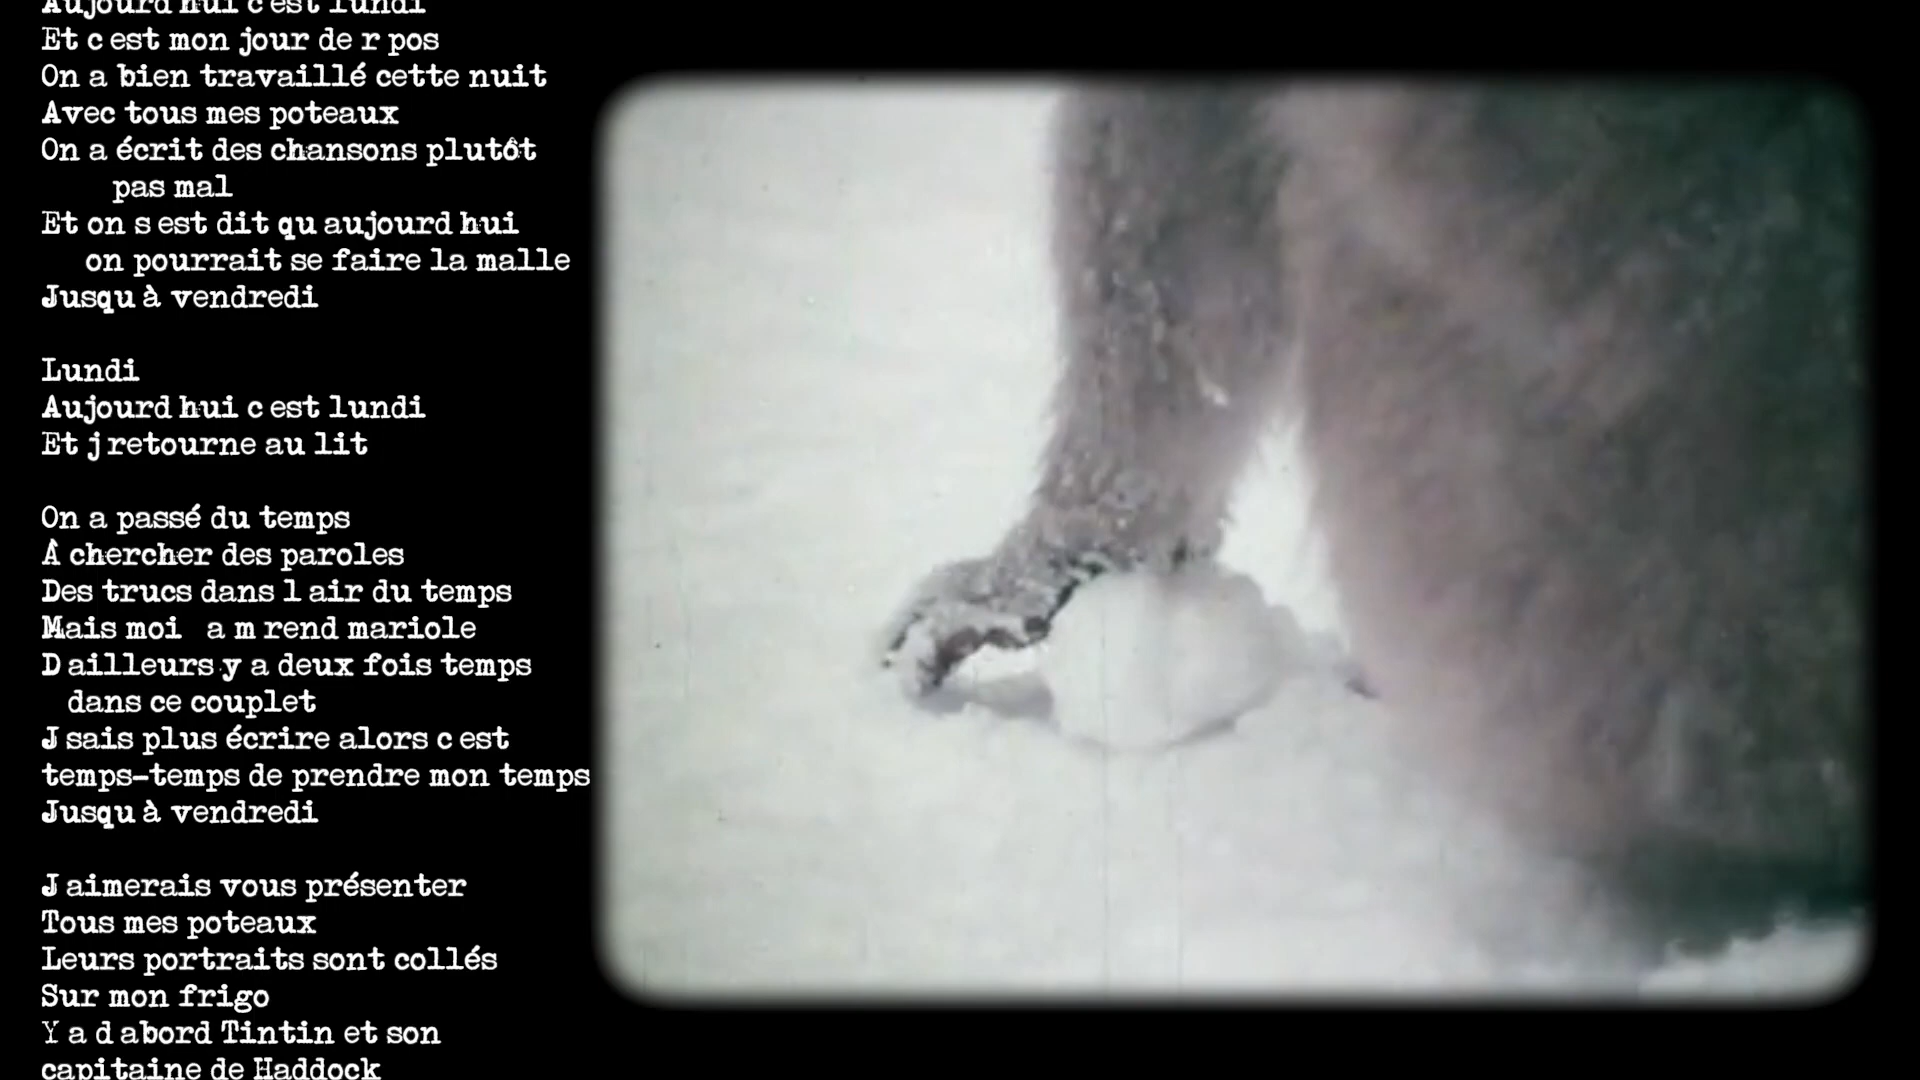 Aujourd hui c est lundi
Et c est mon jour de r pos
On a bien travaillé cette nuit
Avec tous mes poteaux
On a écrit des chansons plutôt
pas mal
Et on s est dit qu aujourd hui
on pourrait se faire la malle
Jusqu à vendredi
Lundi
Aujourd hui c est lundi
Et j retourne au lit
On a passé du temps
À chercher des paroles
Des trucs dans l air du temps
Mais moi a m rend mariole
D ailleurs y a deux fois temps
dans ce couplet
J sais plus écrire alors c est
temps-temps de prendre mon temps
Jusqu à vendredi
J aimerais vous présenter
Tous mes poteaux
Leurs portraits sont collés
Sur mon frigo
Y a d abord Tintin et son
capitaine de Haddock